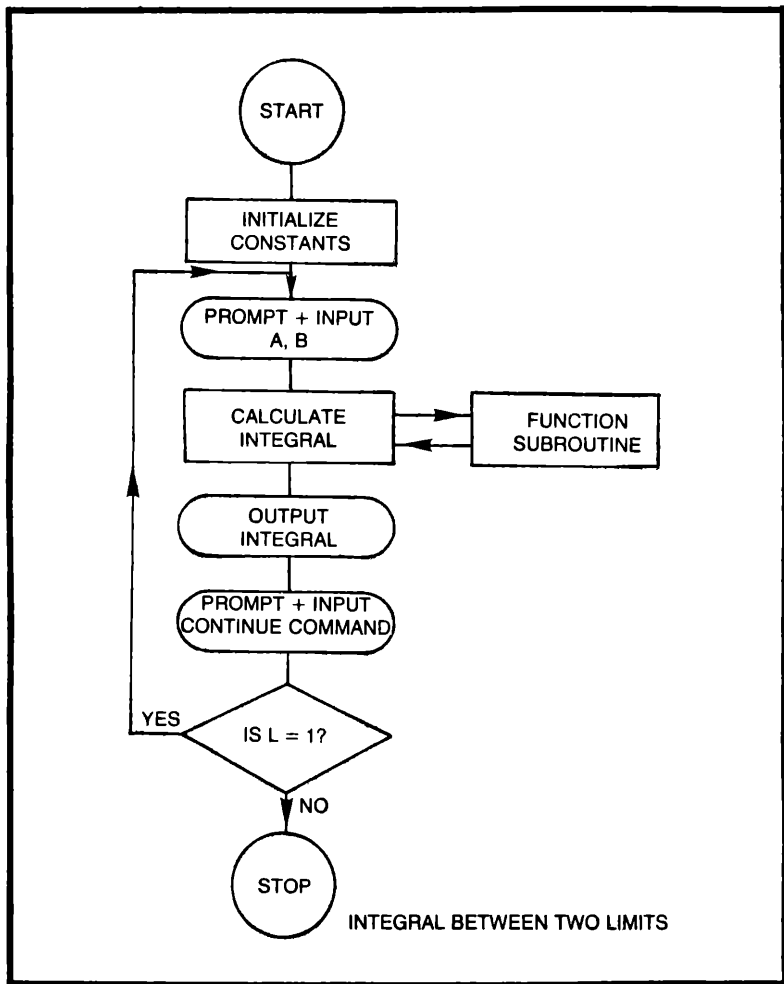 START
INITIALIZE
CONSTANTS
PROMPT + INPUT
A, B
CALCULATE
INTEGRAL
FUNCTION
SUBROUTINE
OUTPUT
INTEGRAL
PROMPT + INPUT
CONTINUE COMMAND
YES
IS L = 1?
NO
STOP
INTEGRAL BETWEEN TWO LIMITS